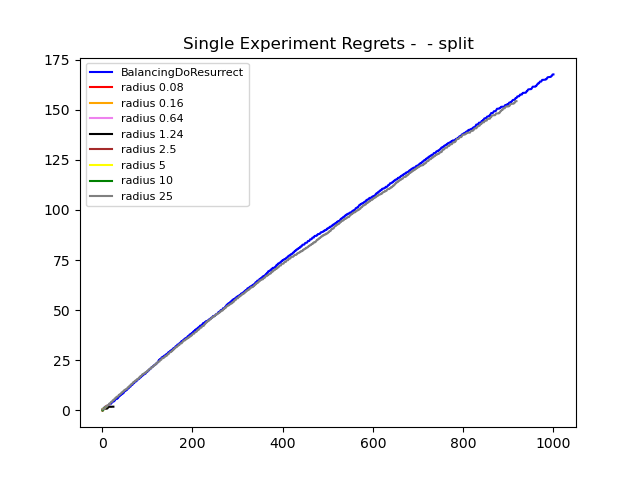 Single Experiment Regrets -  - split
175
150
125
100
75
50
25
0
BalancingDoResurrect
radius 0.08
radius 0.16
radius 0.64
radius 1.24
radius 2.5
radius 5
radius 10
radius 25
0 200 400 600 800 1000